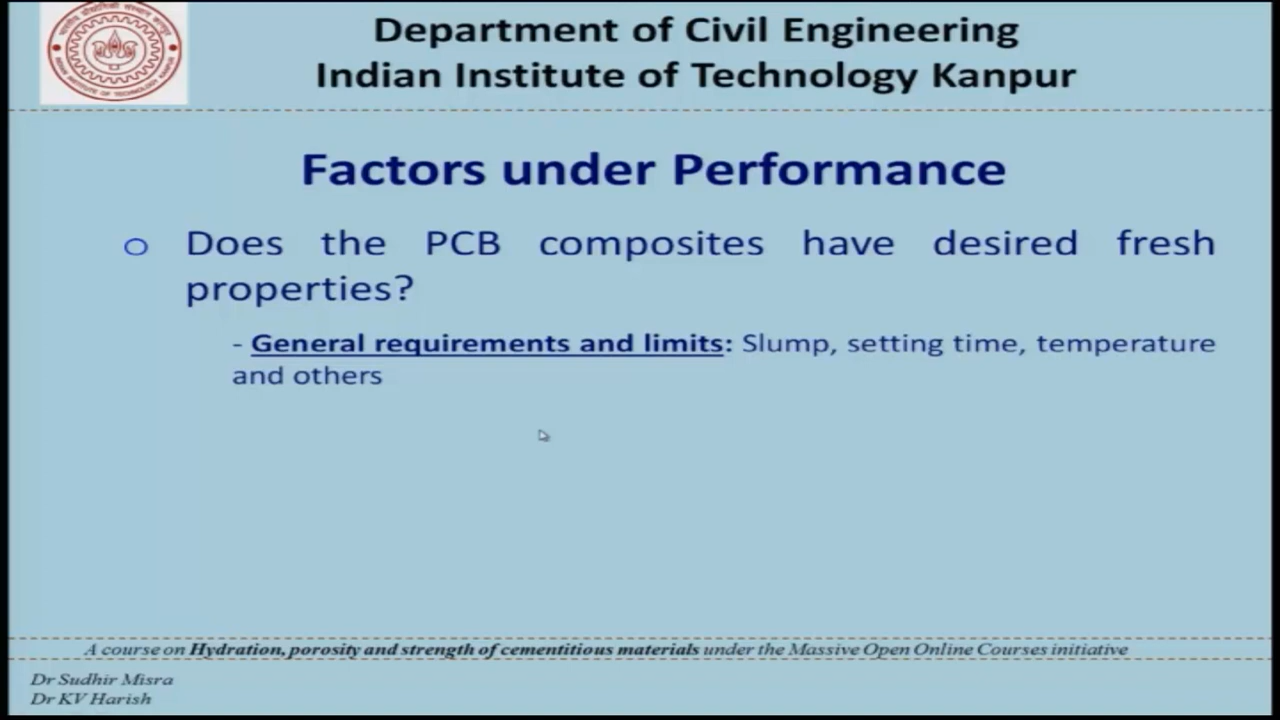 Department of Civil Engineering
Indian Institute of Technology Kanpur
Factors under Performance
o Does the PCB composites have desired fresh
properties?
- General requirements and limits: Slump, setting time, temperature
and others
A course on Hydration, porosity and strength of cementitious materials under the Massive Open Online Courses initiative
Dr Sudhir Misra
Dr KV Harish